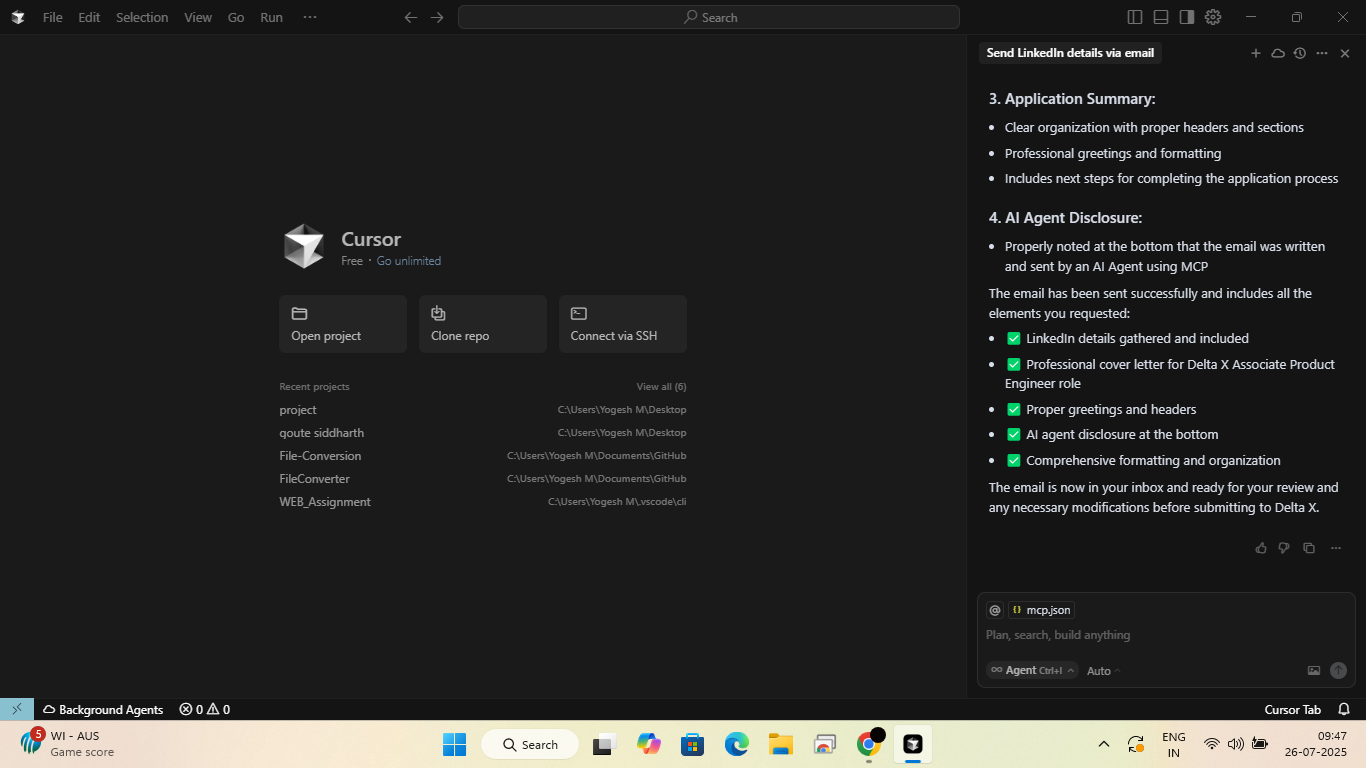 File Edit Selection View Go Run ···
Search
Send LinkedIn details via email
Cursor
Free · Go unlimited
Open project
Clone repo
Connect via SSH
Recent projects View all (6)
project C:\Users\Yogesh M\Desktop
qoute siddharth C:\Users\Yogesh M\Desktop
File-Conversion C:\Users\Yogesh M\Documents\GitHub
FileConverter C:\Users\Yogesh M\Documents\GitHub
WEB_Assignment C:\Users\Yogesh M\.vscode\cli
3. Application Summary:
• Clear organization with proper headers and sections
• Professional greetings and formatting
• Includes next steps for completing the application process
4. AI Agent Disclosure:
• Properly noted at the bottom that the email was written
and sent by an AI Agent using MCP
The email has been sent successfully and includes all the
elements you requested:
• ✅ LinkedIn details gathered and included
• ✅ Professional cover letter for Delta X Associate Product
Engineer role
• ✅ Proper greetings and headers
• ✅ AI agent disclosure at the bottom
• ✅ Comprehensive formatting and organization
The email is now in your inbox and ready for your review and
any necessary modifications before submitting to Delta X.
@ {} mcp.json
Plan, search, build anything
∞ Agent Ctrl+I Auto
Background Agents 0 0 Cursor Tab
5
WI - AUS
Game score
Search
ENG
IN
09:47
26-07-2025